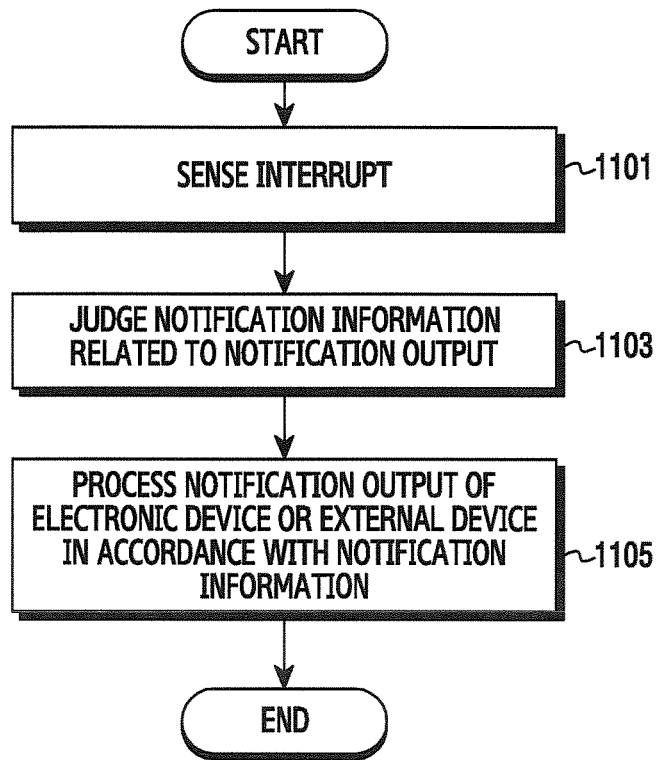 START
SENSE INTERRUPT
1101
JUDGE NOTIFICATION INFORMATION
RELATED TO NOTIFICATION OUTPUT
1103
PROCESS NOTIFICATION OUTPUT OF
ELECTRONIC DEVICE OR EXTERNAL DEVICE
IN ACCORDANCE WITH NOTIFICATION
INFORMATION
1105
END